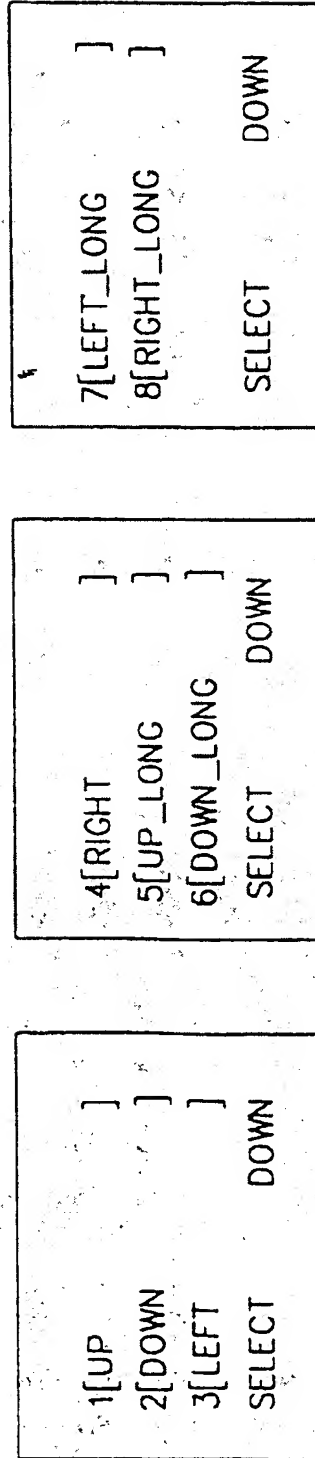 1[UP ]
2[DOWN ]
3[LEFT ]
SELECT DOWN
4[RIGHT ]
5[UP_LONG ]
6[DOWN_LONG ]
SELECT DOWN
7[LEFT_LONG ]
8[RIGHT_LONG ]
SELECT DOWN